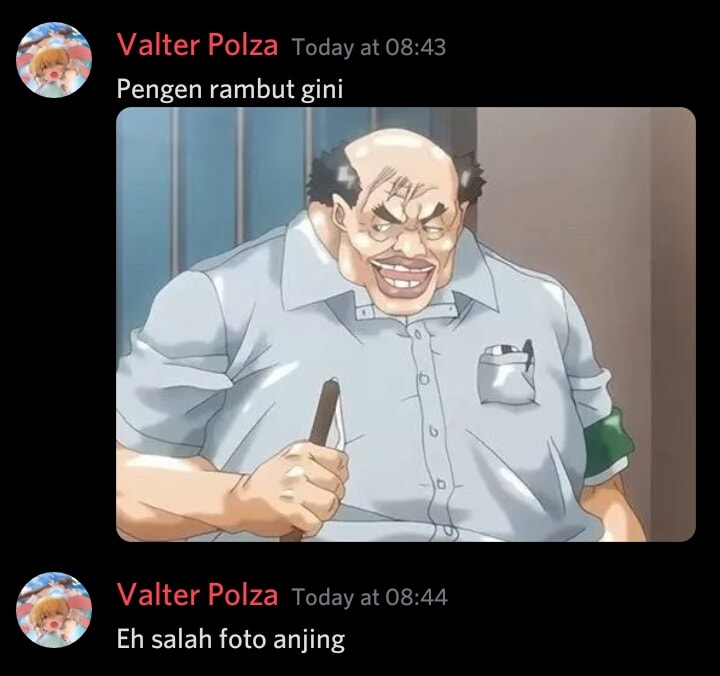 Valter Polza Today at 08:43
Pengen rambut gini
Valter Polza Today at 08:44
Eh salah foto anjing